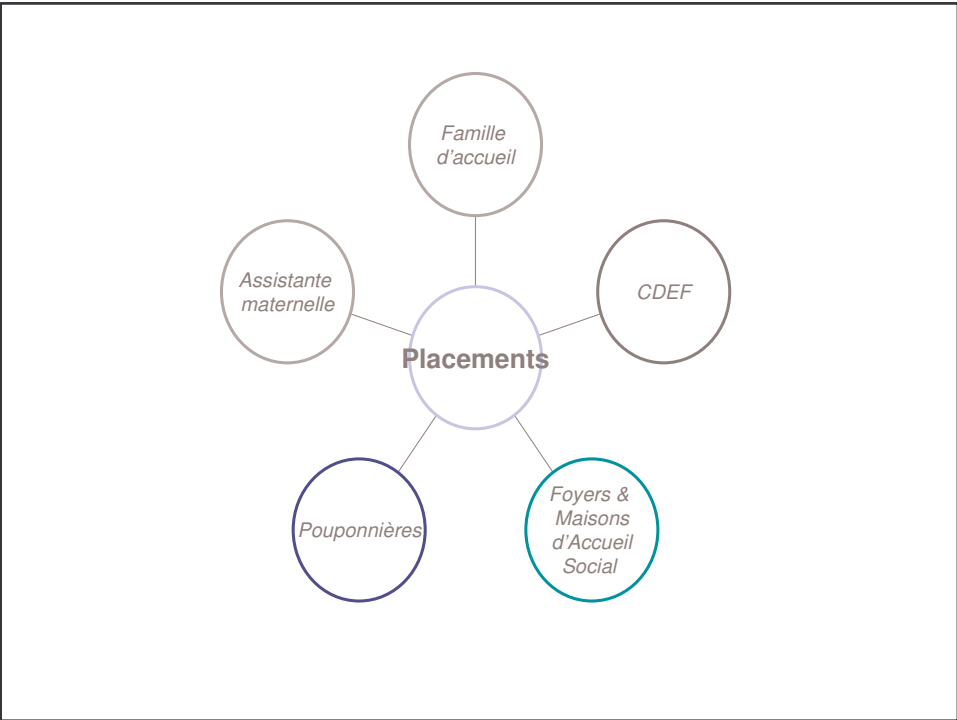 Famille
d'accueil
Assistante
maternelle
CDEF
Placements
Pouponnières
Foyers &
Maisons
d'Accueil
Social